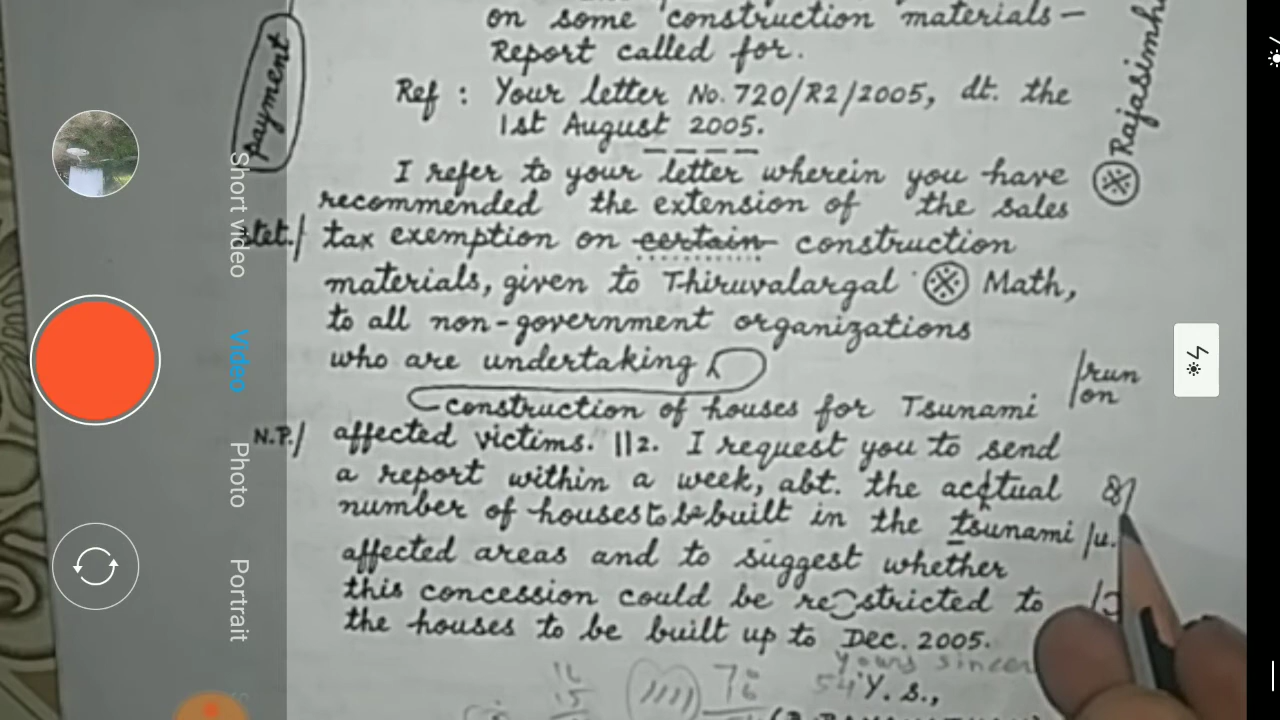 on some construction materials—
Report called for.
payment
Ref : Your letter No. 720/R2/2005, dt. the
1st August 2005.
Rajasimha
I refer to your letter wherein you have
recommended the extension of the sales
stet./ tax exemption on certain construction
materials, given to Thiruvalargal ※ Math,
to all non-government organizations
who are undertaking
/run on
construction of houses for Tsunami
N.P./ affected victims. ||2. I request you to send
a report within a week, abt. the acctual
number of houses to be built in the tsunami /u.
affected areas and to suggest whether
this concession could be re stricted to
the houses to be built up to Dec. 2005.
Yours sincer
Y. s.,
Short video
Video
Photo
Portrait